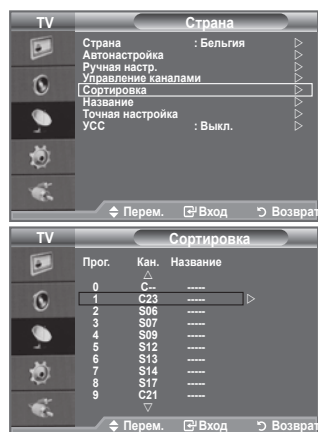 TV Страна
Страна : Бельгия
Автонастройка
Ручная настр.
Управление каналами
Сортировка
Название
Точная настройка
УСС : Выкл.
Перем. Вход Возврат
TV Сортировка
Прог. Кан. Название
0 C-- -----
1 C23 -----
2 S06 -----
3 S07 -----
4 S09 -----
5 S12 -----
6 S13 -----
7 S14 -----
8 S17 -----
9 C21 -----
Перем. Вход Возврат